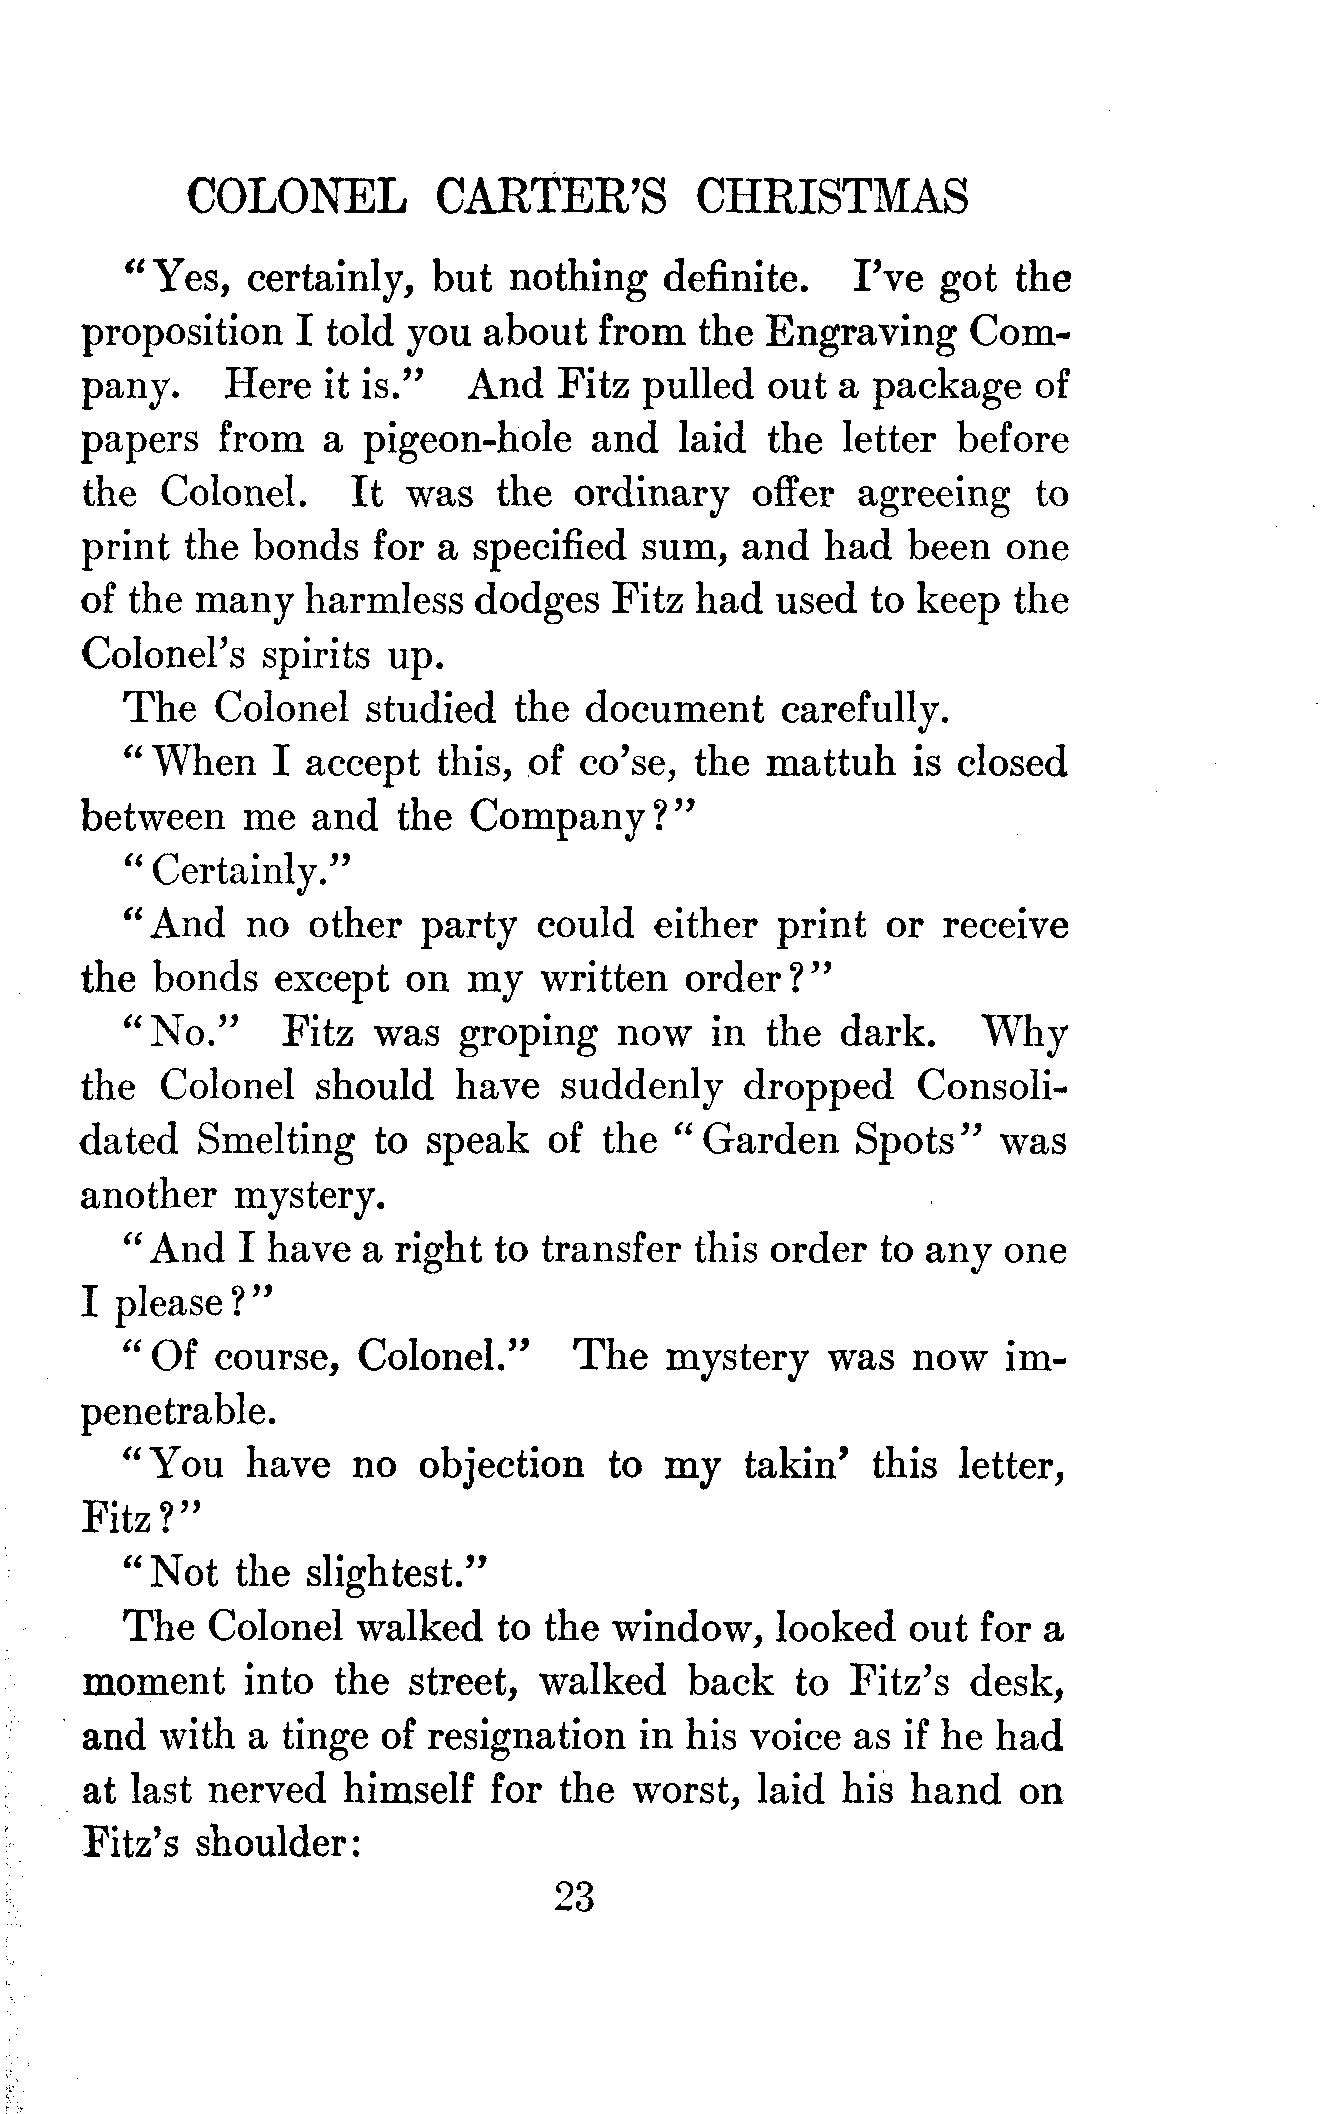 COLONEL CARTER'S CHRISTMAS
“Yes, certainly, but nothing definite. I've got the
proposition I told you about from the Engraving Com-
pany. Here it is.” And Fitz pulled out a package of
papers from a pigeon-hole and laid the letter before
the Colonel. It was the ordinary offer agreeing to
print the bonds for a specified sum, and had been one
of the many harmless dodges Fitz had used to keep the
Colonel's spirits up.
The Colonel studied the document carefully.
“When I accept this, of co'se, the mattuh is closed
between me and the Company?”
“Certainly.”
“And no other party could either print or receive
the bonds except on my written order?”
“No.” Fitz was groping now in the dark. Why
the Colonel should have suddenly dropped Consoli-
dated Smelting to speak of the “Garden Spots” was
another mystery.
“And I have a right to transfer this order to any one
I please?”
“Of course, Colonel.” The mystery was now im-
penetrable.
“You have no objection to my takin' this letter,
Fitz?”
“Not the slightest.”
The Colonel walked to the window, looked out for a
moment into the street, walked back to Fitz's desk,
and with a tinge of resignation in his voice as if he had
at last nerved himself for the worst, laid his hand on
Fitz's shoulder:
23